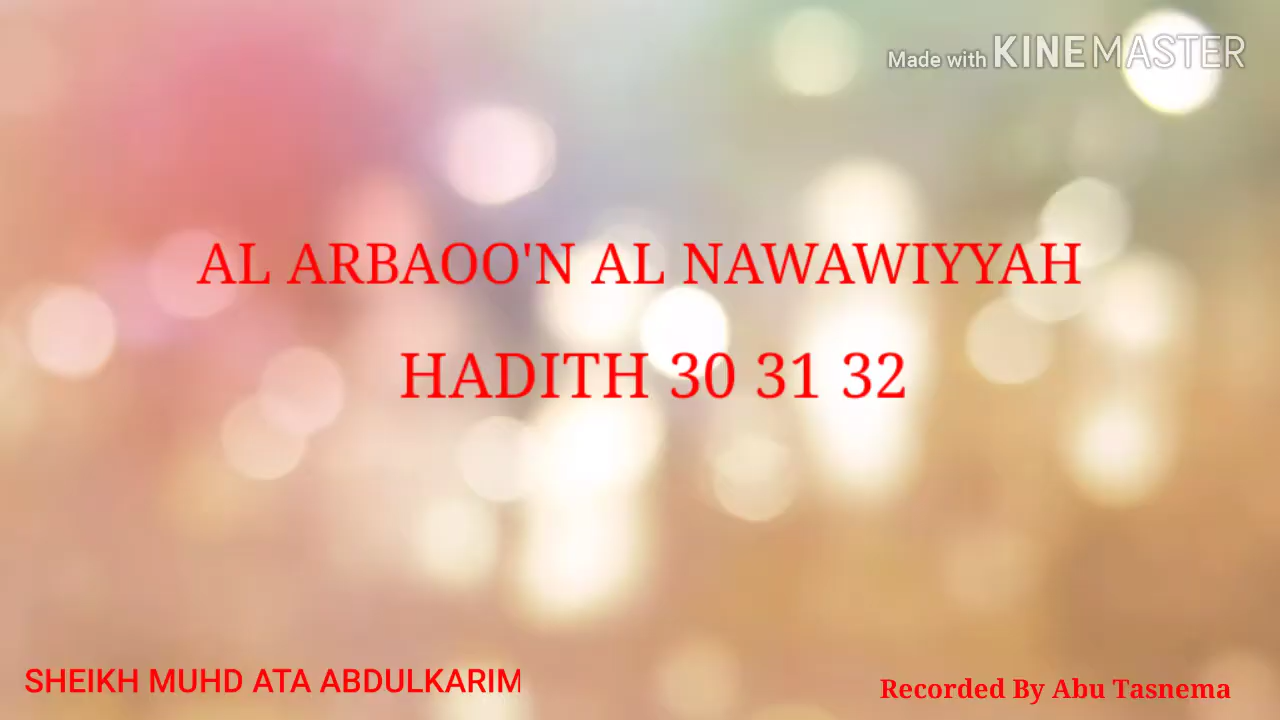 Made with KINEMASTER
AL ARBAOO'N AL NAWAWIYYAH
HADITH 30 31 32
SHEIKH MUHD ATA ABDULKARIM
Recorded By Abu Tasnema